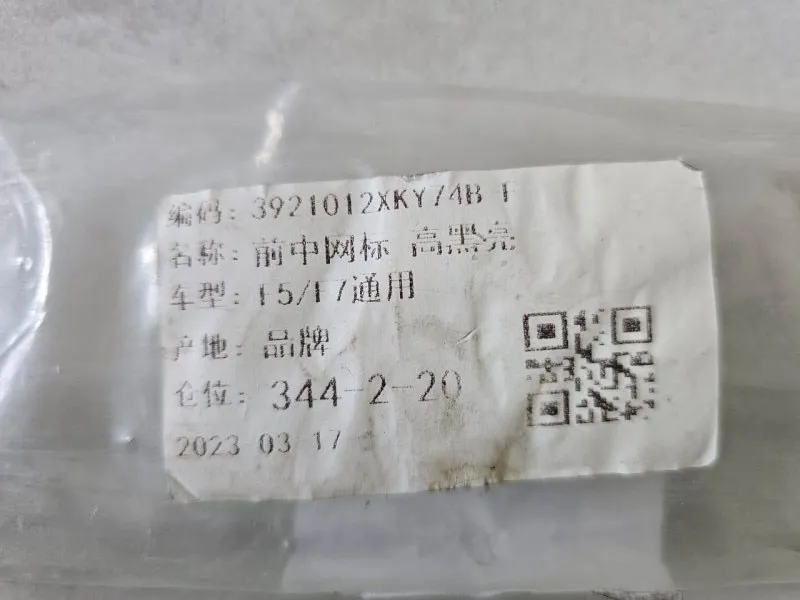 编码: 3921012XKY74B 1
名称: 前中网标 高黑亮
车型: F5/F7通用
产地: 品牌
仓位: 344-2-20
2023 03 17